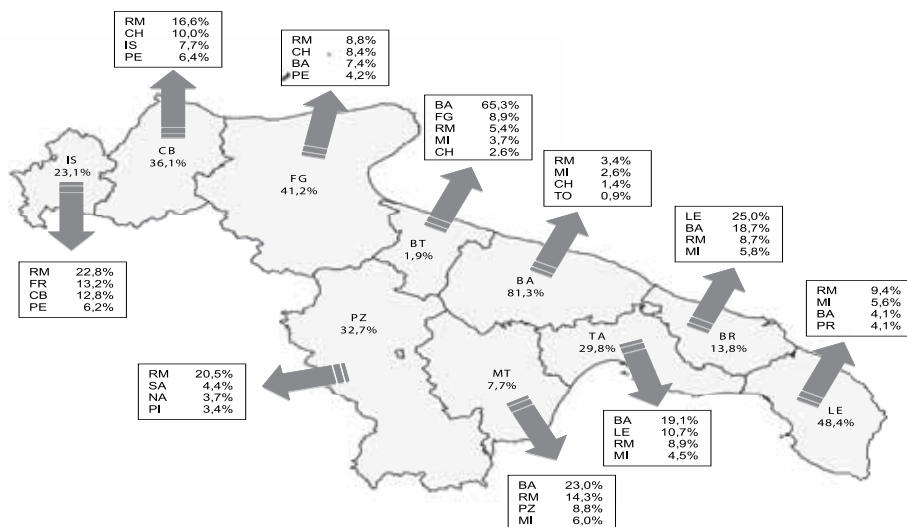 RM 16,6%
CH 10,0%
IS 7,7%
PE 6,4%
RM 8,8%
CH 8,4%
BA 7,4%
PE 4,2%
BA 65,3%
FG 8,9%
RM 5,4%
MI 3,7%
CH 2,6%
RM 3,4%
MI 2,6%
CH 1,4%
TO 0,9%
LE 25,0%
BA 18,7%
RM 8,7%
MI 5,8%
RM 9,4%
MI 5,6%
BA 4,1%
PR 4,1%
IS
23,1%
CB
36,1%
FG
41,2%
BT
1,9%
BA
81,3%
PZ
32,7%
MT
7,7%
TA
29,8%
BR
13,8%
LE
48,4%
RM 22,8%
FR 13,2%
CB 12,8%
PE 6,2%
RM 20,5%
SA 4,4%
NA 3,7%
PI 3,4%
BA 19,1%
LE 10,7%
RM 8,9%
MI 4,5%
BA 23,0%
RM 14,3%
PZ 8,8%
MI 6,0%